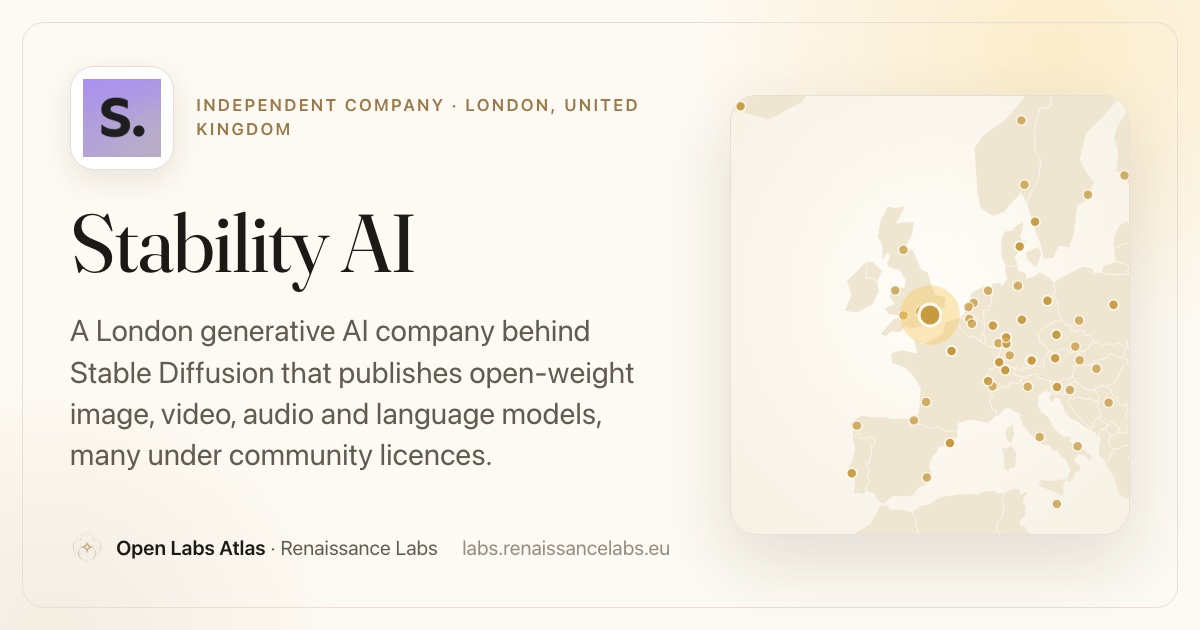 S.
INDEPENDENT COMPANY · LONDON, UNITED
KINGDOM
Stability AI
A London generative AI company behind
Stable Diffusion that publishes open-weight
image, video, audio and language models,
many under community licences.
Open Labs Atlas · Renaissance Labs labs.renaissancelabs.eu